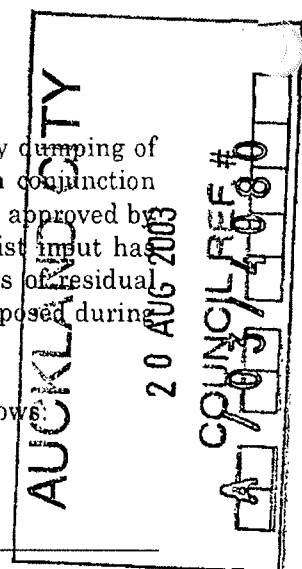 y dumping of
n conjunction
approved by
ist input has
s of residual
posed during
ows:
AUCKLAND CITY
20 AUG 2003
COUNCIL REF #
A / 03 /